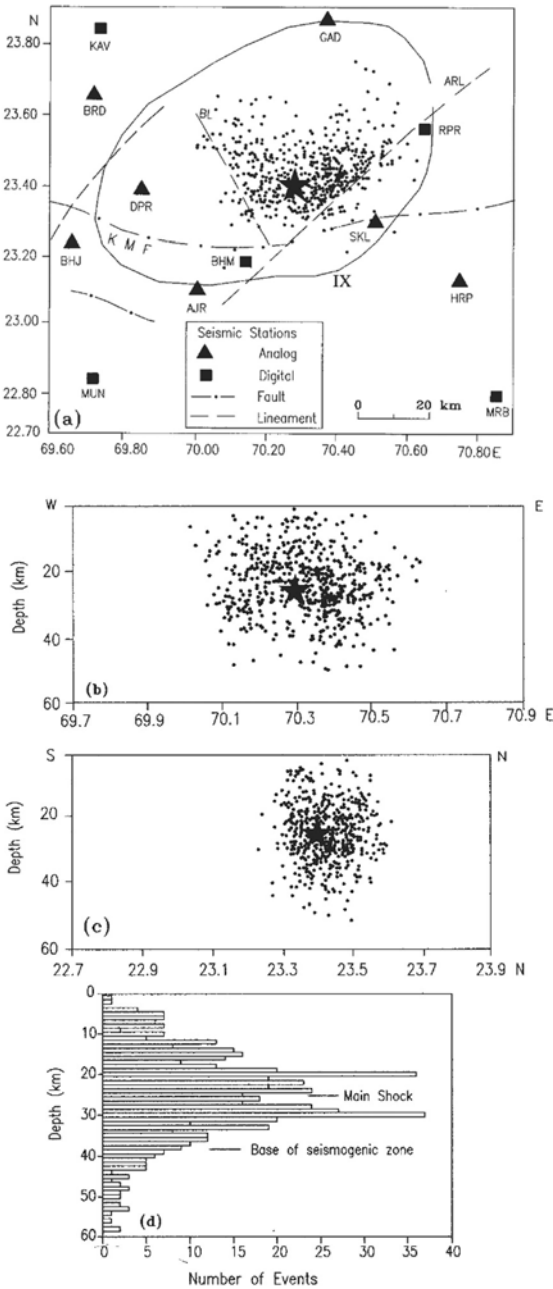 N
23.80
KAV
GAD
BRD
ARL
23.60
BL
RPR
23.40
DPR
K M F
SKL
23.20
BHJ
BHM
IX
AJR
HRP
23.00
Seismic Stations
Analog
Digital
Fault
Lineament
22.80
MUN
0 20 km
MRB
(a)
22.70
69.60 69.80 70.00 70.20 70.40 70.60 70.80E
W E
Depth (km)
20
40
60
(b)
69.7 69.9 70.1 70.3 70.5 70.7 70.9
E
S N
Depth (km)
20
40
60
(c)
22.7 22.9 23.1 23.3 23.5 23.7 23.9
N
0
10
20
30
40
50
60
Depth (km)
Main Shock
Base of seismogenic zone
(d)
0 5 10 15 20 25 30 35 40
Number of Events